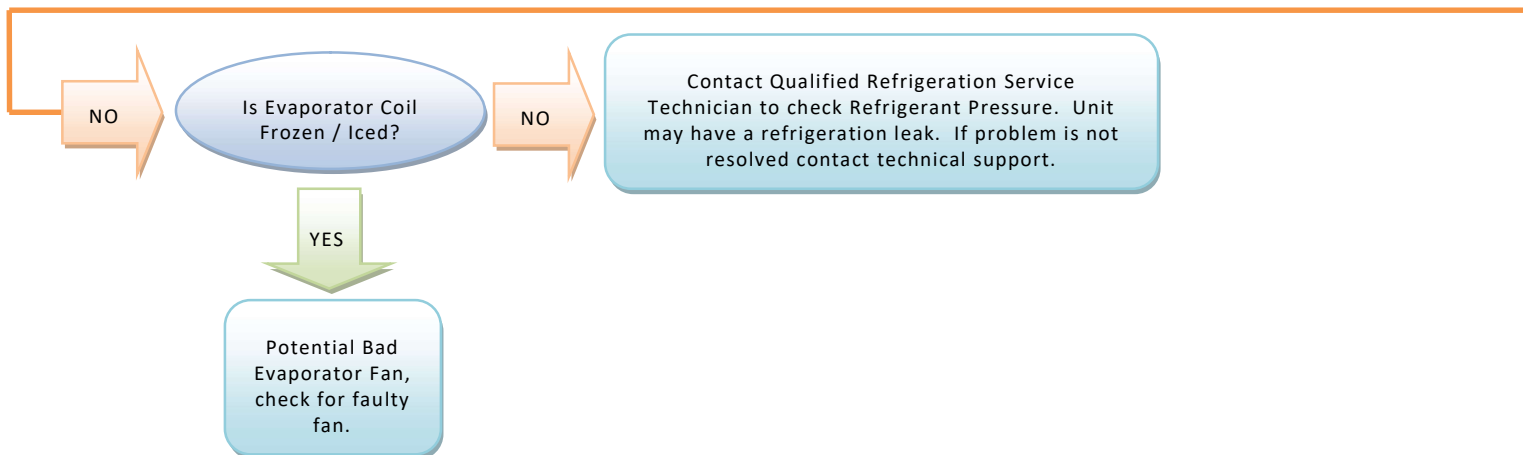 NO
Is Evaporator Coil
Frozen / Iced?
NO
Contact Qualified Refrigeration Service
Technician to check Refrigerant Pressure. Unit
may have a refrigeration leak. If problem is not
resolved contact technical support.
YES
Potential Bad
Evaporator Fan,
check for faulty
fan.